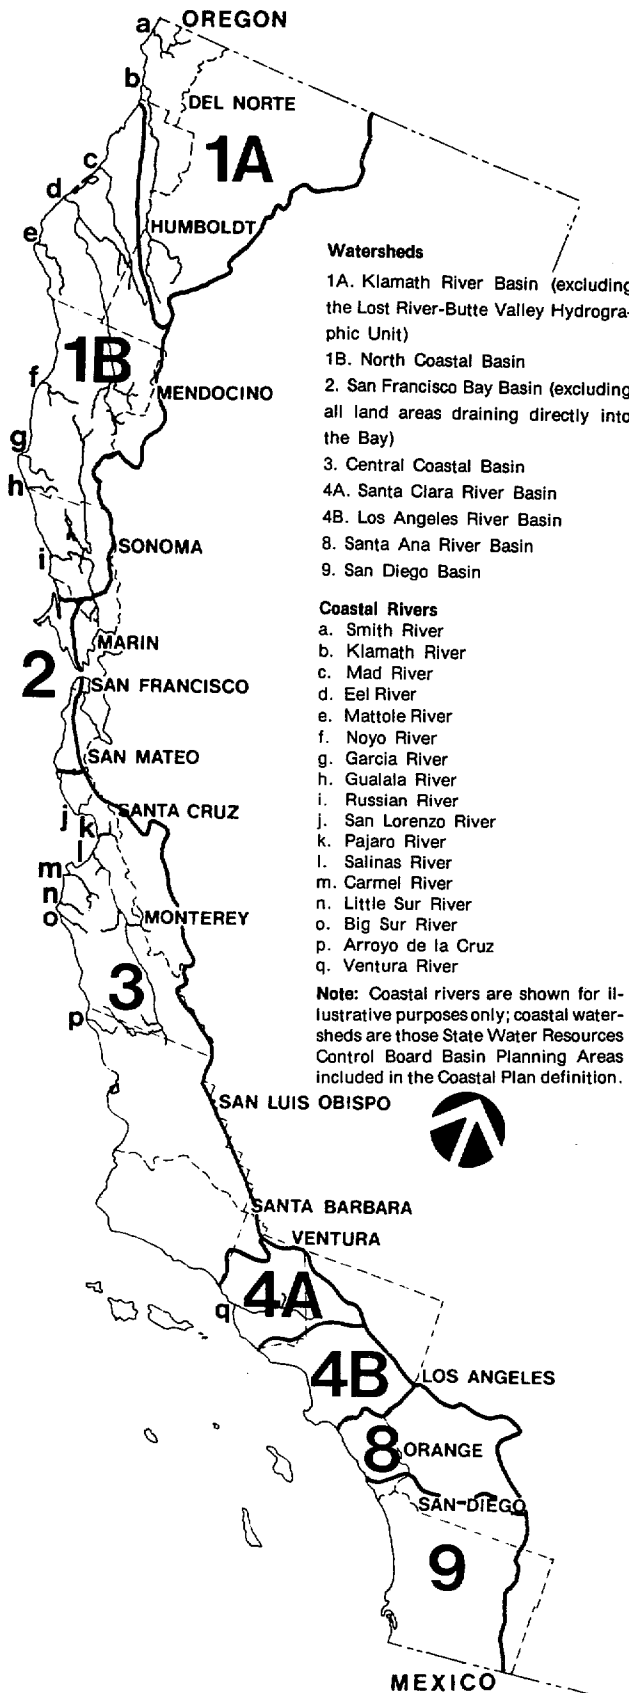 a OREGON
b
DEL NORTE
1A
c
d
HUMBOLDT
e
1B
f
MENDOCINO
g
h
SONOMA
i
MARIN
2
SAN FRANCISCO
SAN MATEO
j
SANTA CRUZ
k
l
m
n
o
MONTEREY
3
p
SAN LUIS OBISPO
SANTA BARBARA
VENTURA
4A
q
4B
LOS ANGELES
8
ORANGE
SAN DIEGO
9
MEXICO
Watersheds
1A. Klamath River Basin (excluding
the Lost River-Butte Valley Hydrogra-
phic Unit)
1B. North Coastal Basin
2. San Francisco Bay Basin (excluding
all land areas draining directly into
the Bay)
3. Central Coastal Basin
4A. Santa Clara River Basin
4B. Los Angeles River Basin
8. Santa Ana River Basin
9. San Diego Basin
Coastal Rivers
a. Smith River
b. Klamath River
c. Mad River
d. Eel River
e. Mattole River
f. Noyo River
g. Garcia River
h. Gualala River
i. Russian River
j. San Lorenzo River
k. Pajaro River
l. Salinas River
m. Carmel River
n. Little Sur River
o. Big Sur River
p. Arroyo de la Cruz
q. Ventura River
Note: Coastal rivers are shown for il-
lustrative purposes only; coastal water-
sheds are those State Water Resources
Control Board Basin Planning Areas
included in the Coastal Plan definition.